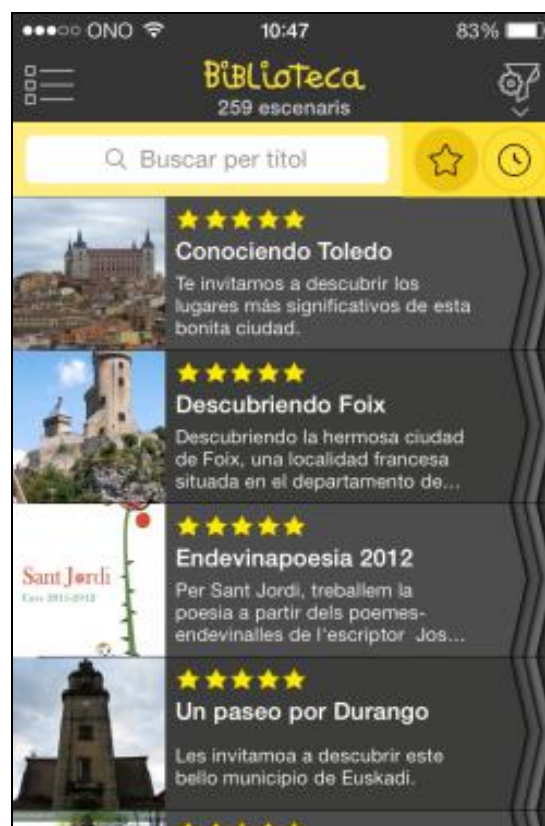 ONO 10:47 83%
BiBLioTeca
259 escenaris
Buscar per títol
Conociendo Toledo
Te invitamos a descubrir los
lugares más significativos de esta
bonita ciudad.
Descubriendo Foix
Descubriendo la hermosa ciudad
de Foix, una localidad francesa
situada en el departamento de...
Sant Jordi
Curs 2011-2012
Endevinapoesia 2012
Per Sant Jordi, treballem la
poesia a partir dels poemes-
endevinalles de l'escriptor Jos...
Un paseo por Durango
Les invitamoa a descubrir este
bello municipio de Euskadi.